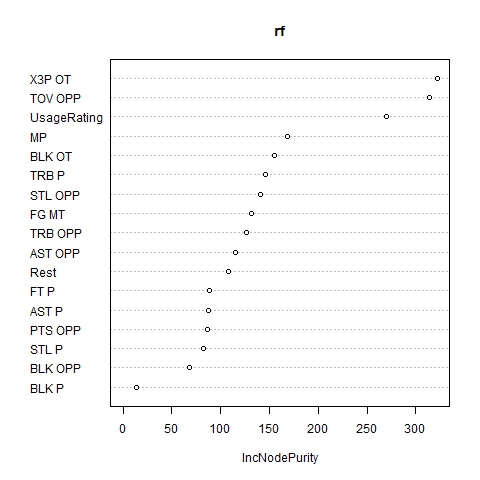 rf
X3P OT
TOV OPP
UsageRating
MP
BLK OT
TRB P
STL OPP
FG MT
TRB OPP
AST OPP
Rest
FT P
AST P
PTS OPP
STL P
BLK OPP
BLK P
0 50 100 150 200 250 300
IncNodePurity